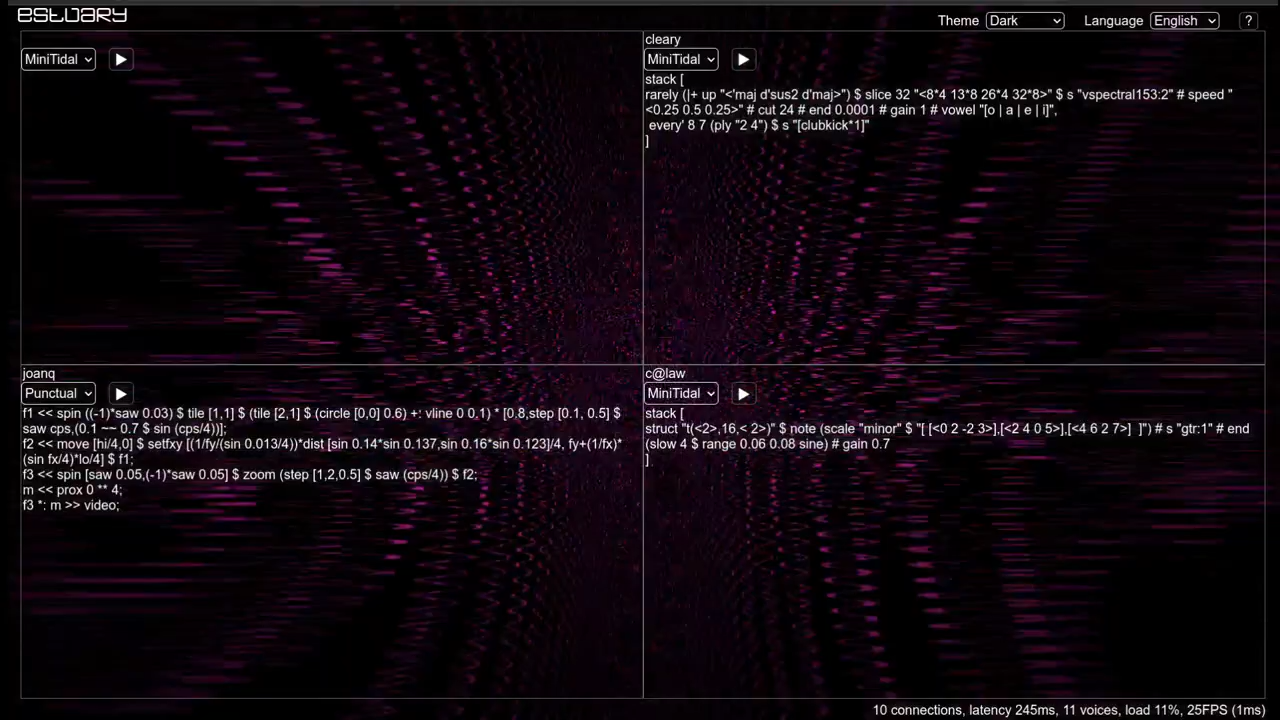 estuary
Theme Dark Language English ?
MiniTidal
cleary
MiniTidal
stack [
rarely (|+ up "<'maj d'sus2 d'maj>") $ slice 32 "<8*4 13*8 26*4 32*8>" $ s "vspectral153:2" # speed "
<0.25 0.5 0.25>" # cut 24 # end 0.0001 # gain 1 # vowel "[o | a | e | i]",
every' 8 7 (ply "2 4") $ s "[clubkick*1]"
]
joanq
Punctual
f1 << spin ((-1)*saw 0.03) $ tile [1,1] $ (tile [2,1] $ (circle [0,0] 0.6) +: vline 0 0.1) * [0.8,step [0.1, 0.5] $
saw cps,(0.1 ~~ 0.7 $ sin (cps/4))];
f2 << move [hi/4,0] $ setfxy [(1/fy/(sin 0.013/4))*dist [sin 0.14*sin 0.137,sin 0.16*sin 0.123]/4, fy+(1/fx)*
(sin fx/4)*lo/4] $ f1;
f3 << spin [saw 0.05,(-1)*saw 0.05] $ zoom (step [1,2,0.5] $ saw (cps/4)) $ f2;
m << prox 0 ** 4;
f3 *: m >> video;
c@law
MiniTidal
stack [
struct "t(<2>,16,< 2>)" $ note (scale "minor" $ "[ [<0 2 -2 3>],[<2 4 0 5>],[<4 6 2 7>]  ]") # s "gtr:1" # end
(slow 4 $ range 0.06 0.08 sine) # gain 0.7
]
10 connections, latency 245ms, 11 voices, load 11%, 25FPS (1ms)